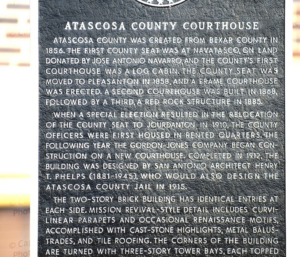 ATASCOSA COUNTY COURTHOUSE
ATASCOSA COUNTY WAS CREATED FROM BEXAR COUNTY IN
1856. THE FIRST COUNTY SEAT WAS AT NAVATASCO, ON LAND
DONATED BY JOSE ANTONIO NAVARRO, AND THE COUNTY'S FIRST
COURTHOUSE WAS A LOG CABIN. THE COUNTY SEAT WAS
MOVED TO PLEASANTON IN 1858, AND A FRAME COURTHOUSE
WAS ERECTED. A SECOND COURTHOUSE WAS BUILT IN 1868,
FOLLOWED BY A THIRD, A RED ROCK STRUCTURE IN 1885.
WHEN A SPECIAL ELECTION RESULTED IN THE RELOCATION
OF THE COUNTY SEAT TO JOURDANTON IN 1910, THE COUNTY
OFFICERS WERE FIRST HOUSED IN RENTED QUARTERS. THE
FOLLOWING YEAR THE GORDON-JONES COMPANY BEGAN CON-
STRUCTION ON A NEW COURTHOUSE. COMPLETED IN 1912, THE
BUILDING WAS DESIGNED BY SAN ANTONIO ARCHITECT HENRY
T. PHELPS (1881-1945), WHO WOULD ALSO DESIGN THE
ATASCOSA COUNTY JAIL IN 1915.
THE TWO-STORY BRICK BUILDING HAS IDENTICAL ENTRIES AT
EACH SIDE. MISSION REVIVAL-STYLE DETAIL INCLUDES CURVI-
LINEAR PARAPETS AND OCCASIONAL RENAISSANCE MOTIFS,
ACCOMPLISHED WITH CAST-STONE HIGHLIGHTS, METAL BALUS-
TRADES, AND TILE ROOFING. THE CORNERS OF THE BUILDING
ARE TURNED WITH THREE-STORY TOWER BAYS, EACH TOPPED